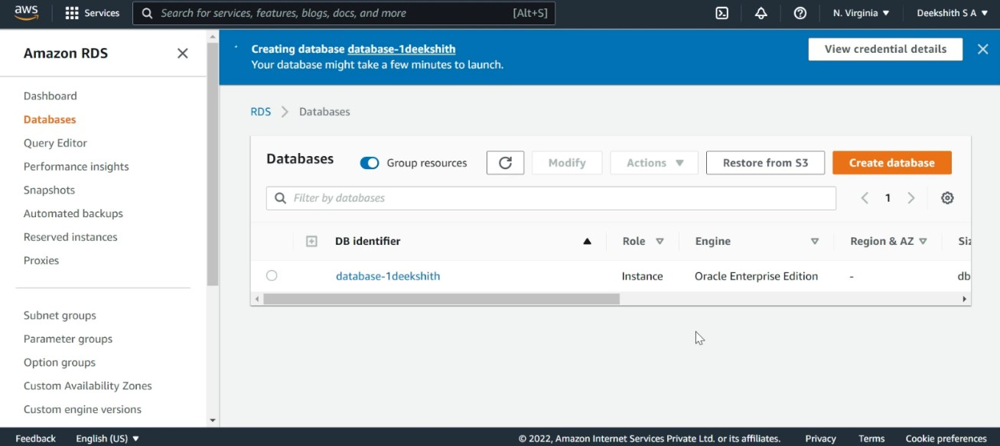 aws Services Search for services, features, blogs, docs, and more [Alt+S] N. Virginia ▼ Deekshith S A ▼
Amazon RDS
Dashboard
Databases
Query Editor
Performance insights
Snapshots
Automated backups
Reserved instances
Proxies
Subnet groups
Parameter groups
Option groups
Custom Availability Zones
Custom engine versions
Creating database database-1deekshith
Your database might take a few minutes to launch.
View credential details
RDS > Databases
Databases Group resources Modify Actions ▼ Restore from S3 Create database
Filter by databases 1
DB identifier Role Engine Region & AZ Siz
database-1deekshith Instance Oracle Enterprise Edition - db
Feedback English (US) ▼ © 2022, Amazon Internet Services Private Ltd. or its affiliates. Privacy Terms Cookie preferences